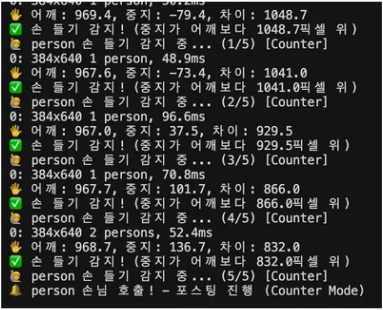 🖐 어깨: 969.4, 중지: -79.4, 차이: 1048.7
✅ 손 들기 감지! (중지가 어깨보다 1048.7픽셀 위)
🙋 person 손 들기 감지 중... (1/5) [Counter]
0: 384x640 1 person, 48.9ms
🖐 어깨: 967.6, 중지: -73.4, 차이: 1041.0
✅ 손 들기 감지! (중지가 어깨보다 1041.0픽셀 위)
🙋 person 손 들기 감지 중... (2/5) [Counter]
0: 384x640 1 person, 96.6ms
🖐 어깨: 967.0, 중지: 37.5, 차이: 929.5
✅ 손 들기 감지! (중지가 어깨보다 929.5픽셀 위)
🙋 person 손 들기 감지 중... (3/5) [Counter]
0: 384x640 1 person, 70.8ms
🖐 어깨: 967.7, 중지: 101.7, 차이: 866.0
✅ 손 들기 감지! (중지가 어깨보다 866.0픽셀 위)
🙋 person 손 들기 감지 중... (4/5) [Counter]
0: 384x640 2 persons, 52.4ms
🖐 어깨: 968.7, 중지: 136.7, 차이: 832.0
✅ 손 들기 감지! (중지가 어깨보다 832.0픽셀 위)
🙋 person 손 들기 감지 중... (5/5) [Counter]
🔔 person 손님 호출! - 포스팅 진행 (Counter Mode)